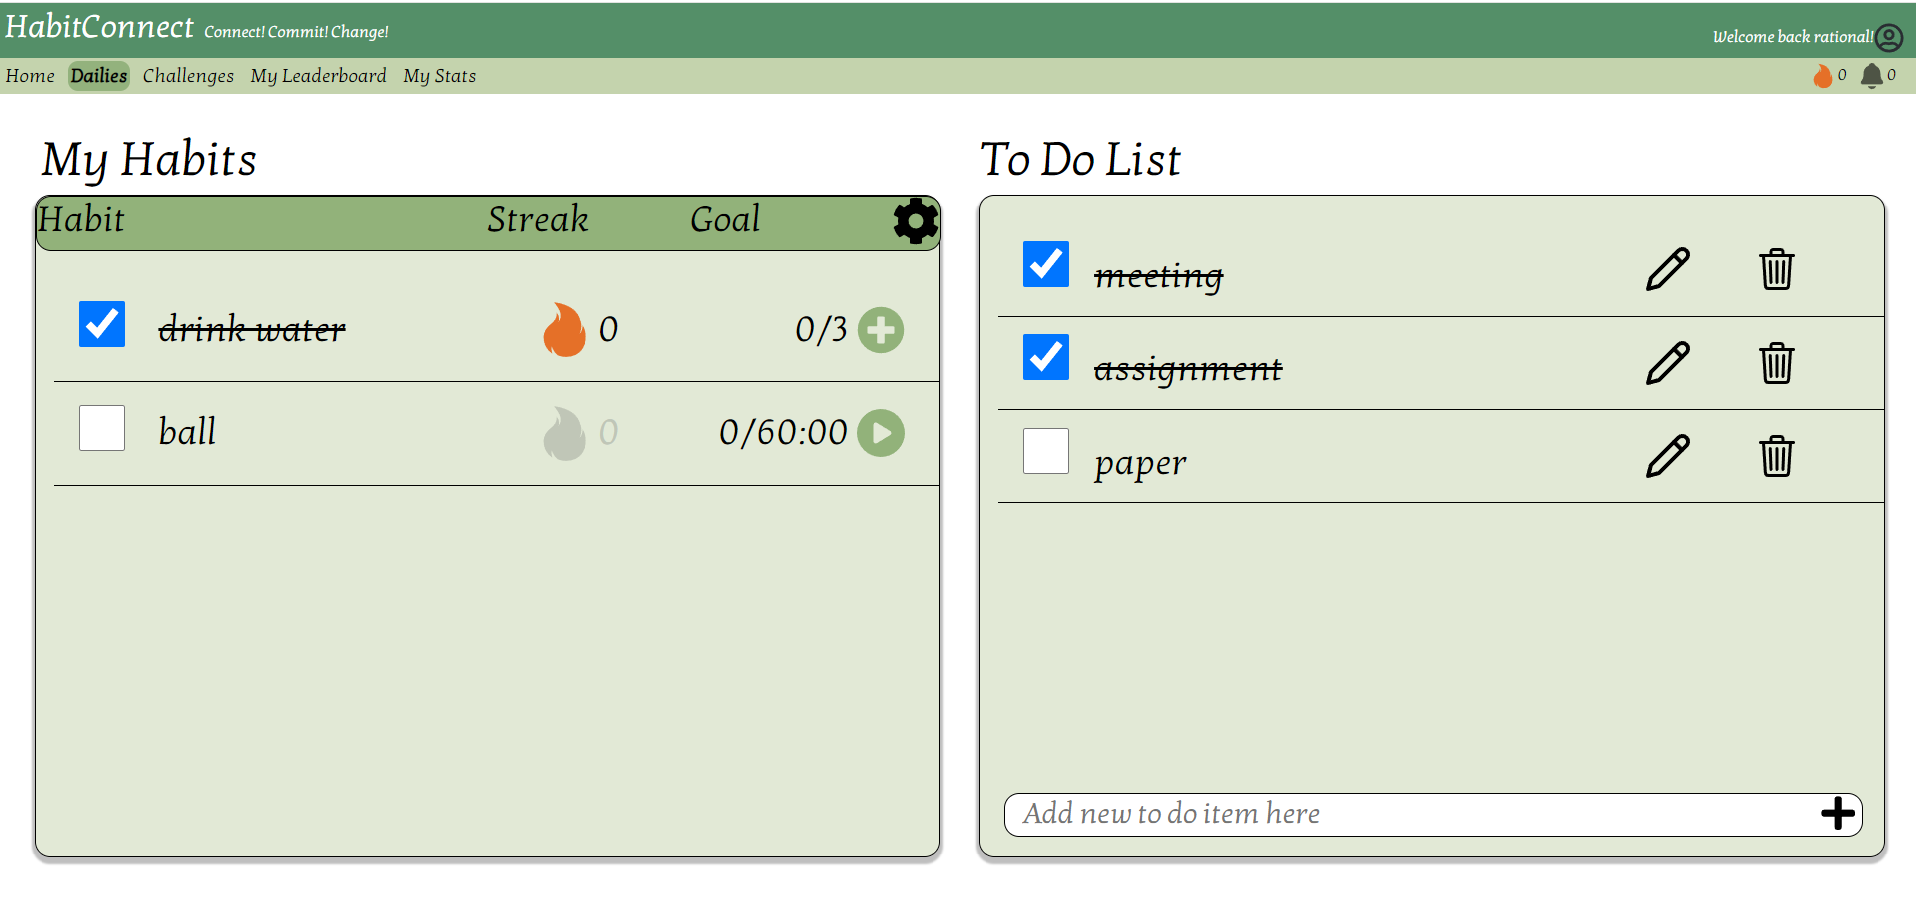 HabitConnect Connect! Commit! Change!
Welcome back rational!
Home Dailies Challenges My Leaderboard My Stats
0 0
My Habits
Habit Streak Goal
drink water 0 0/3
ball 0 0/60:00
To Do List
meeting
assignment
paper
Add new to do item here